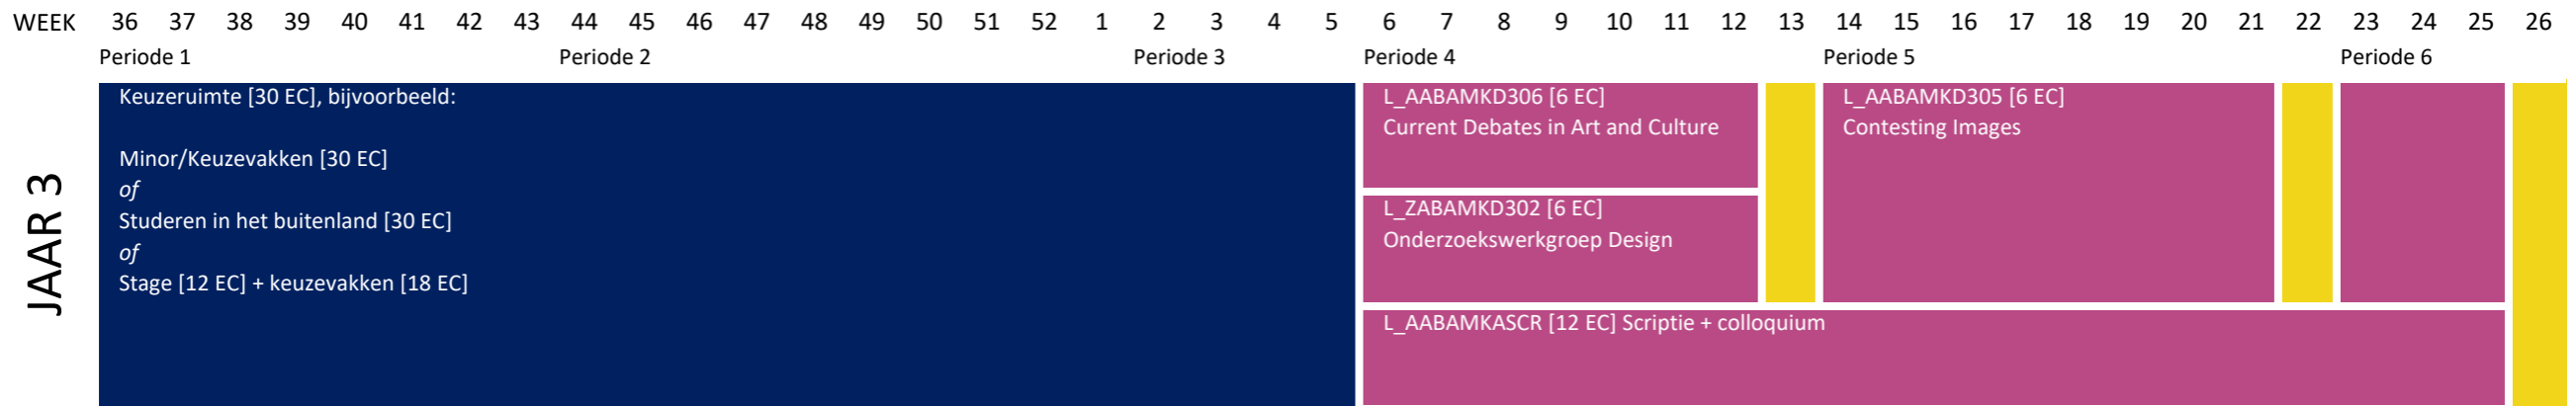 WEEK 36 37 38 39 40 41 42 43 44 45 46 47 48 49 50 51 52 1 2 3 4 5 6 7 8 9 10 11 12 13 14 15 16 17 18 19 20 21 22 23 24 25 26
Periode 1 Periode 2 Periode 3 Periode 4 Periode 5 Periode 6
JAAR 3
Keuzeruimte [30 EC], bijvoorbeeld:
Minor/Keuzevakken [30 EC]
of
Studeren in het buitenland [30 EC]
of
Stage [12 EC] + keuzevakken [18 EC]
L_AABAMKD306 [6 EC]
Current Debates in Art and Culture
L_ZABAMKD302 [6 EC]
Onderzoekswerkgroep Design
L_AABAMKD305 [6 EC]
Contesting Images
L_AABAMKASCR [12 EC] Scriptie + colloquium